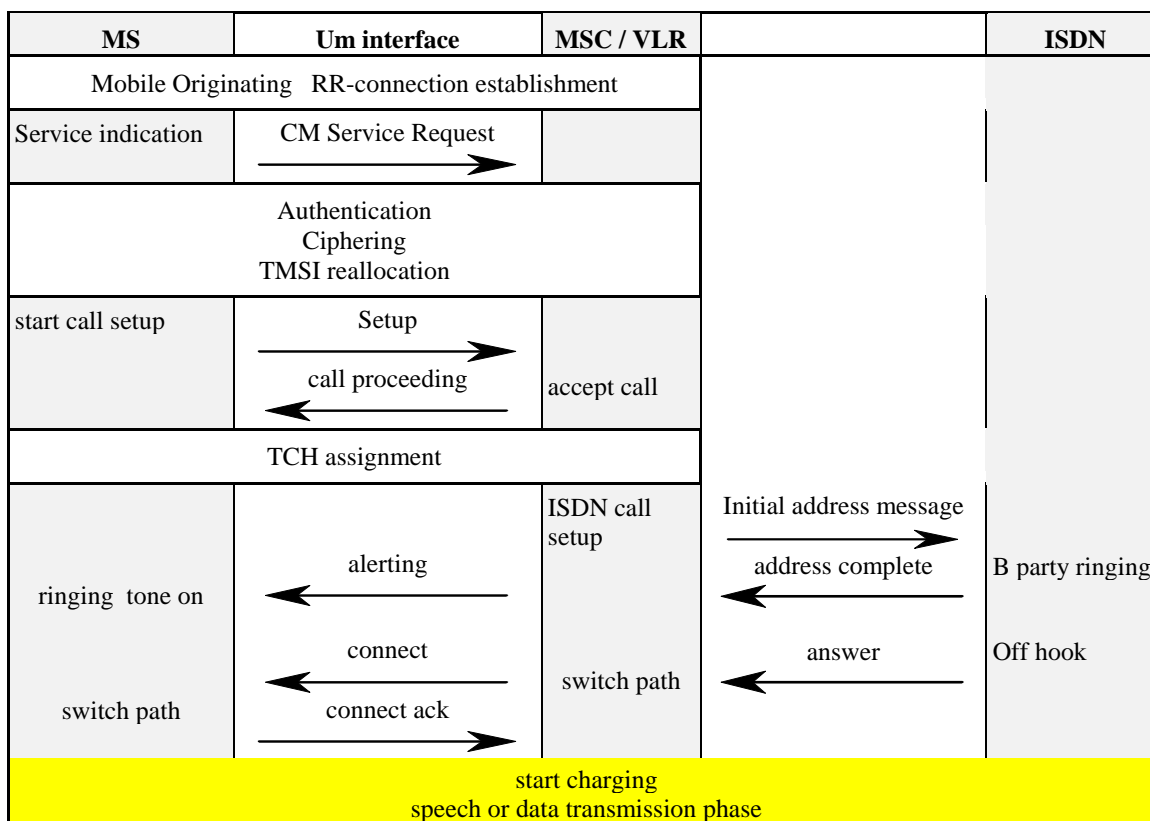 MS Um interface MSC / VLR ISDN
Mobile Originating RR-connection establishment
Service indication CM Service Request
Authentication
Ciphering
TMSI reallocation
start call setup Setup
call proceeding accept call
TCH assignment
ISDN call Initial address message
setup
alerting address complete B party ringing
ringing tone on
connect answer Off hook
switch path
switch path connect ack
start charging
speech or data transmission phase